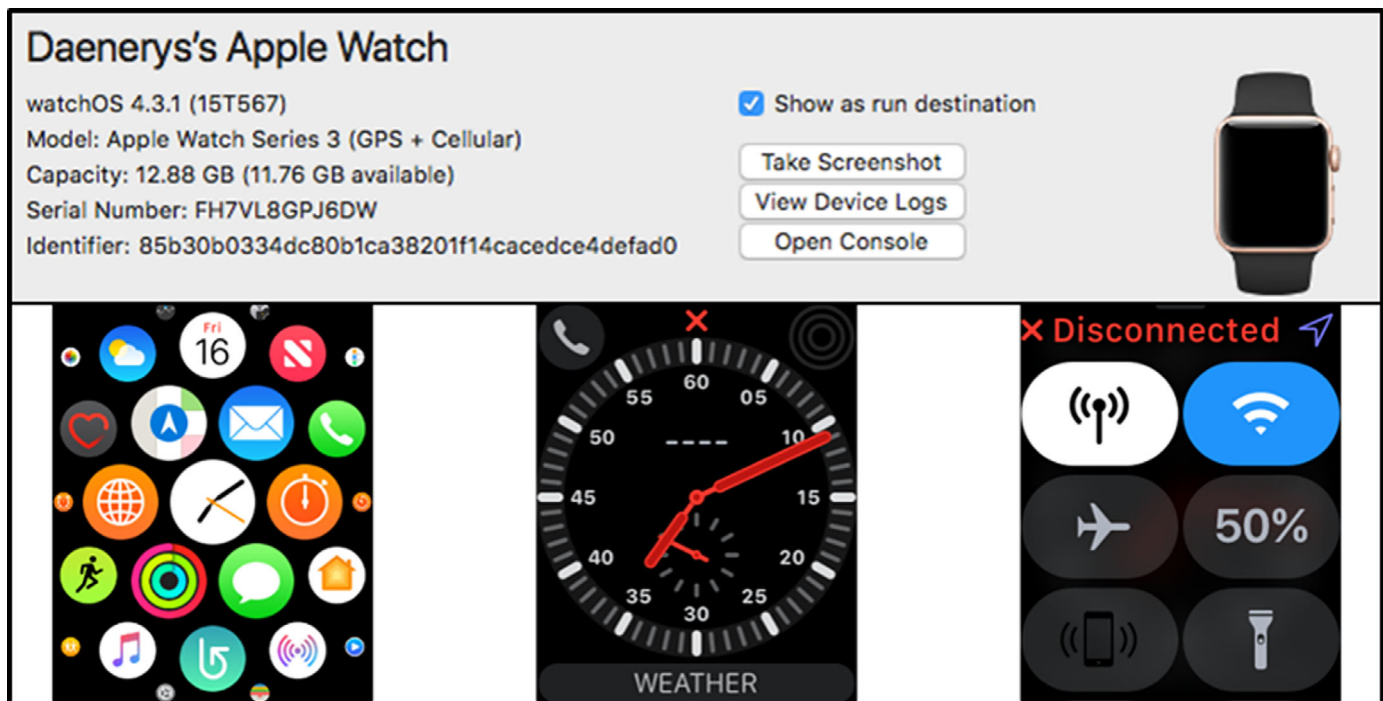 Daenerys's Apple Watch
watchOS 4.3.1 (15T567)
Model: Apple Watch Series 3 (GPS + Cellular)
Capacity: 12.88 GB (11.76 GB available)
Serial Number: FH7VL8GPJ6DW
Identifier: 85b30b0334dc80b1ca38201f14cacedce4defad0
Show as run destination
Take Screenshot
View Device Logs
Open Console
Fri
16
60
05
10
15
20
25
30
35
40
45
50
55
----
WEATHER
Disconnected
50%